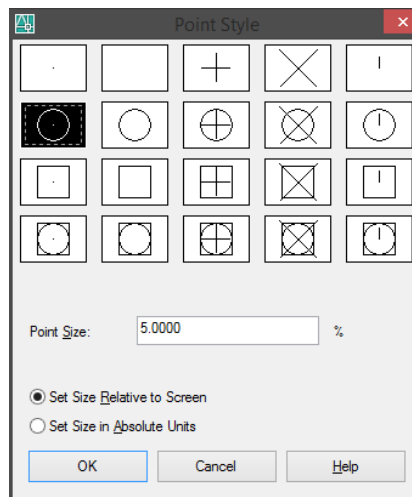 Point Style
Point Size: 5.0000 %
Set Size Relative to Screen
Set Size in Absolute Units
OK Cancel Help